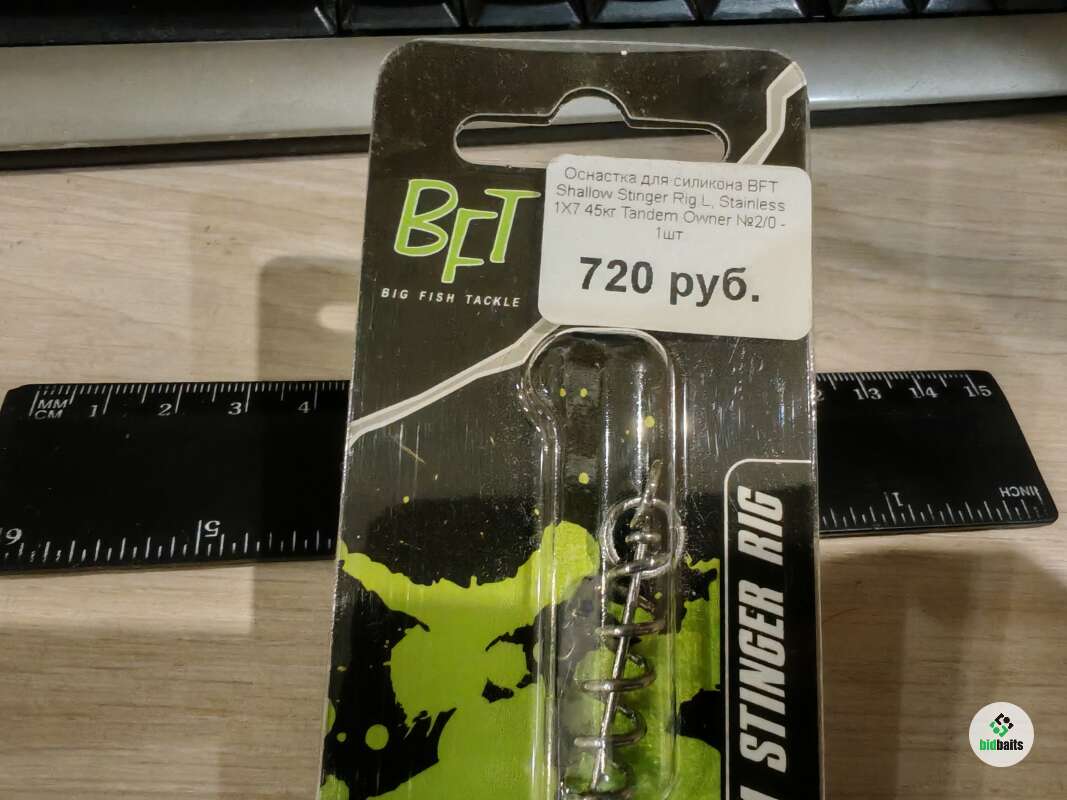 BFT
BIG FISH TACKLE
Оснастка для силикона BFT
Shallow Stinger Rig L, Stainless
1X7 45кг Tandem Owner №2/0 -
1шт
720 руб.
MM
CM 1 2 3 4
2 13 14 15
6 5
1 INCH
STINGER RIG
bidbaits